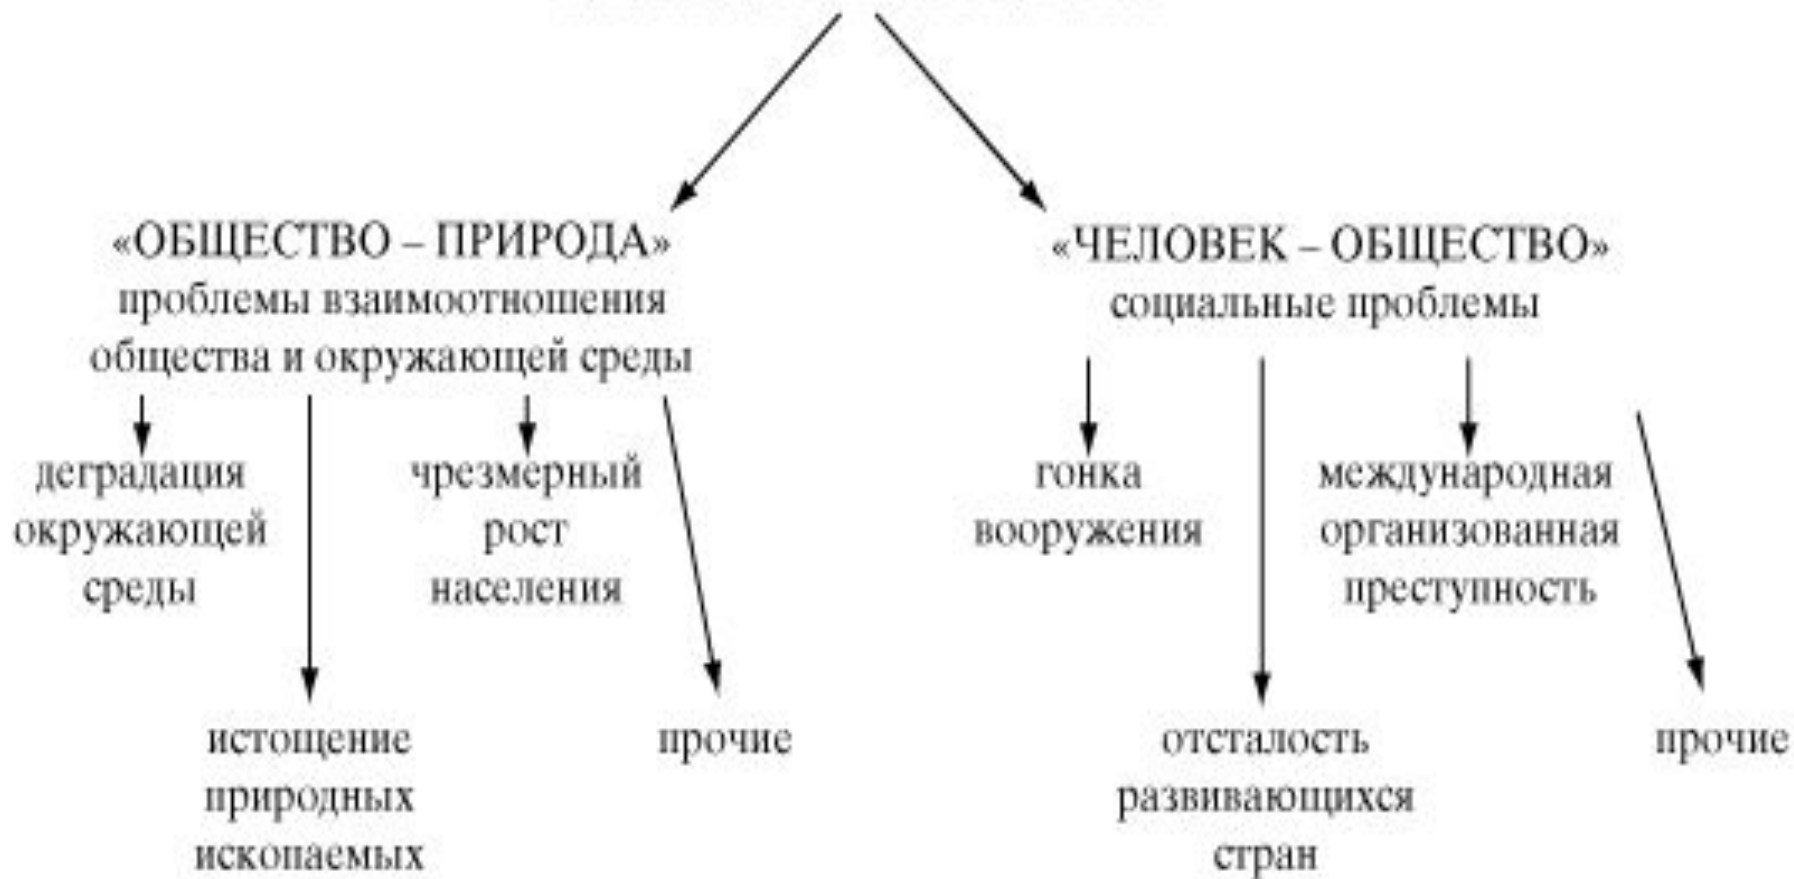 «ОБЩЕСТВО – ПРИРОДА»
проблемы взаимоотношения
общества и окружающей среды
деградация
окружающей
среды
истощение
природных
ископаемых
чрезмерный
рост
населения
прочие
«ЧЕЛОВЕК – ОБЩЕСТВО»
социальные проблемы
гонка
вооружения
отсталость
развивающихся
стран
международная
организованная
преступность
прочие